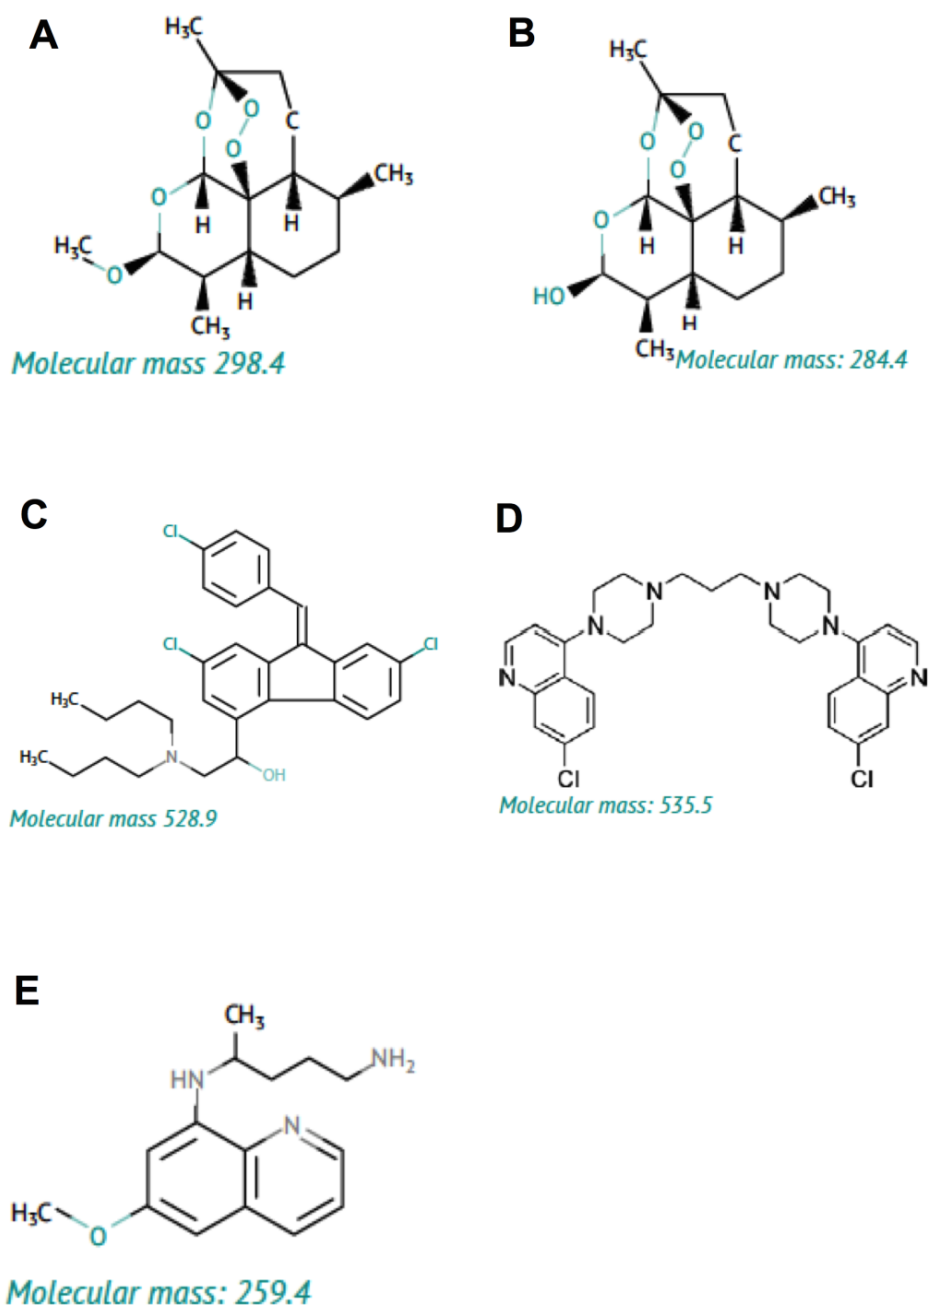 A
H₃C
O
O
O
C
CH₃
O
H
H
H₃C
O
H
CH₃
Molecular mass 298.4
B
H₃C
O
O
O
C
CH₃
O
H
H
HO
H
CH₃
Molecular mass: 284.4
C
Cl
Cl
Cl
H₃C
H₃C
N
OH
Molecular mass 528.9
D
N
N
N
N
N
N
Cl
Cl
Molecular mass: 535.5
E
CH₃
NH₂
HN
N
H₃C
O
Molecular mass: 259.4